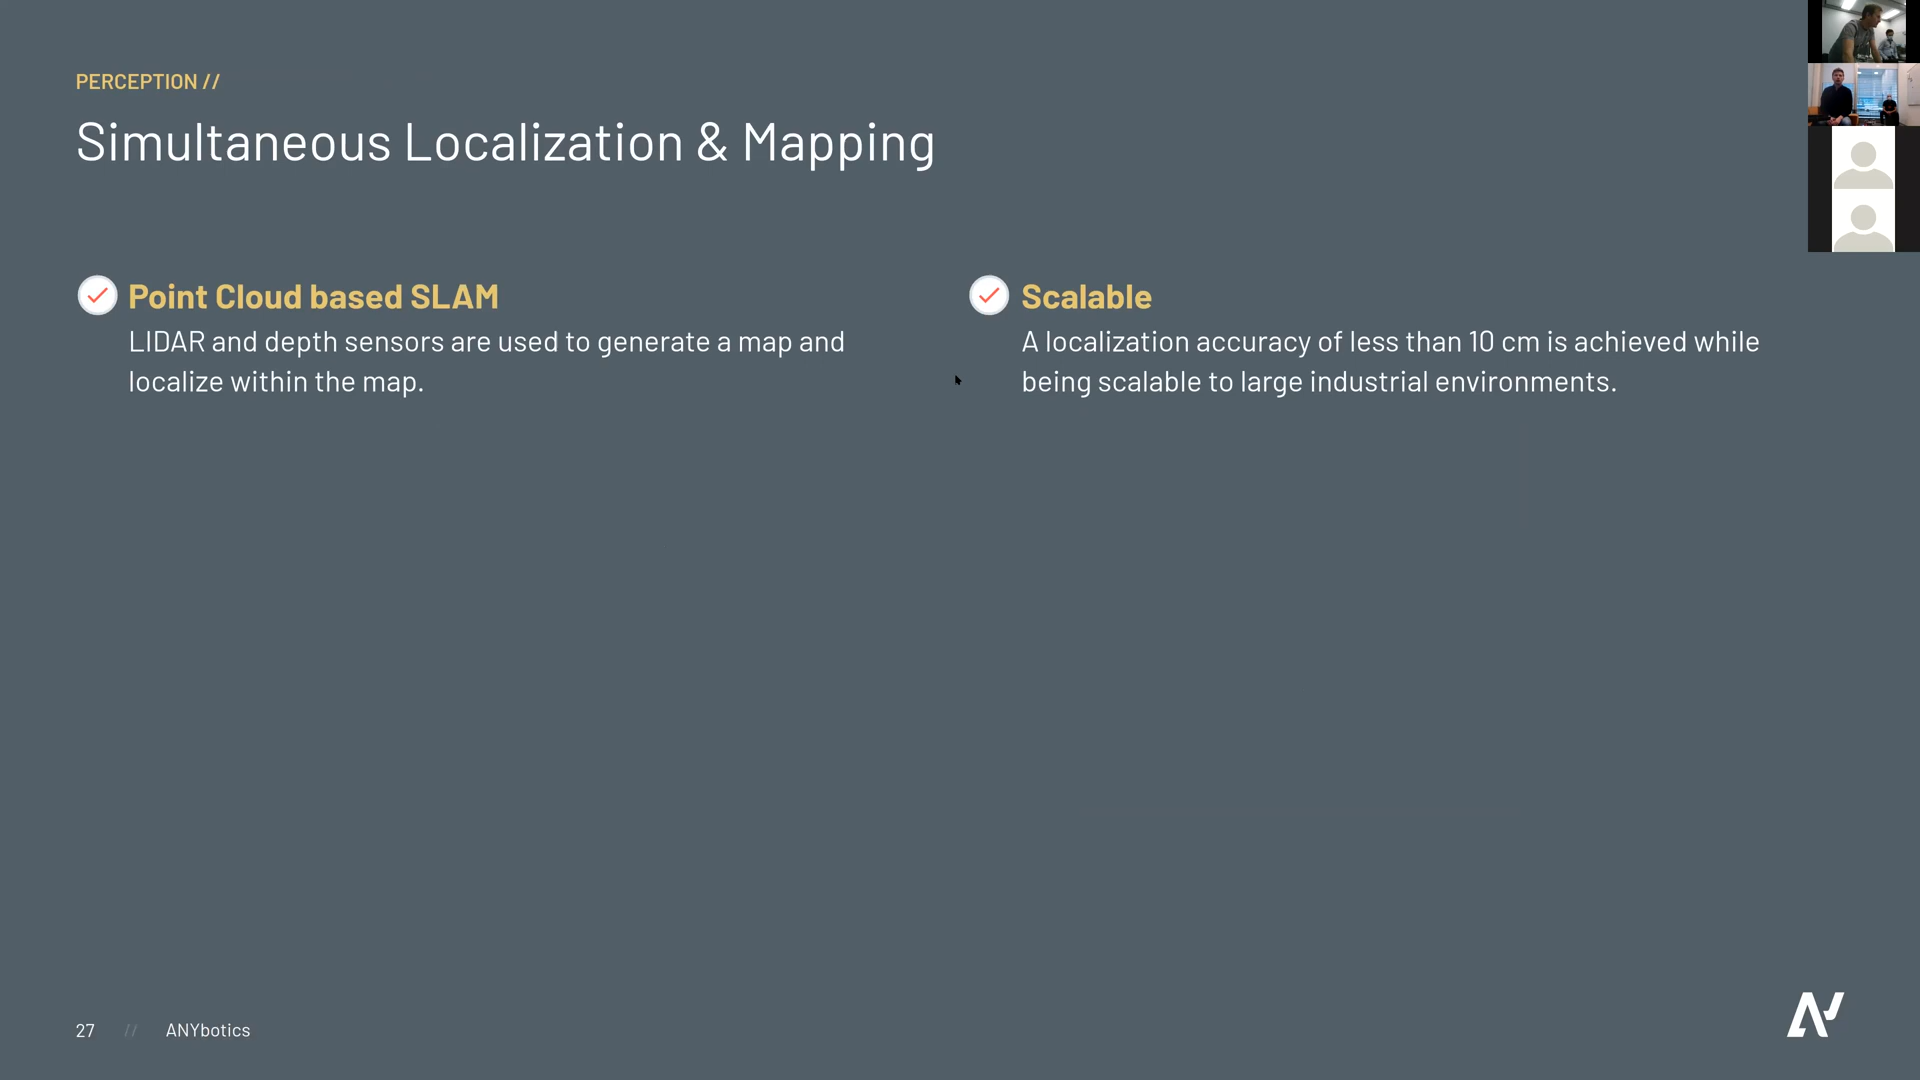 PERCEPTION //
Simultaneous Localization & Mapping
Point Cloud based SLAM
LIDAR and depth sensors are used to generate a map and
localize within the map.
Scalable
A localization accuracy of less than 10 cm is achieved while
being scalable to large industrial environments.
27 // ANYbotics